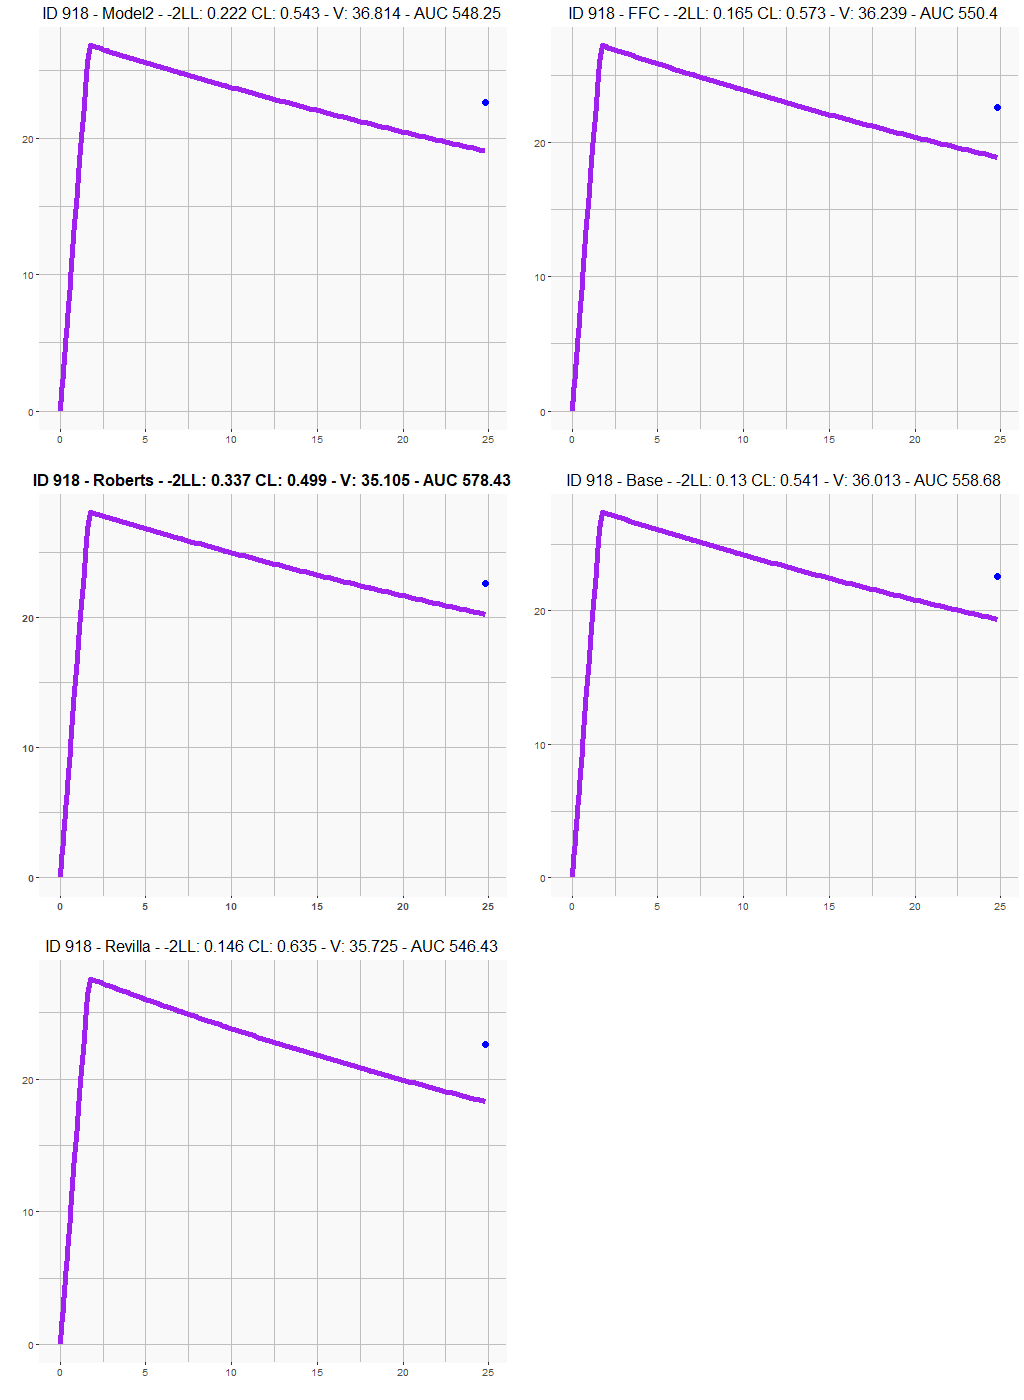 ID 918 - Model2 - -2LL: 0.222 CL: 0.543 - V: 36.814 - AUC 548.25
20
10
0
0 5 10 15 20 25
ID 918 - FFC - -2LL: 0.165 CL: 0.573 - V: 36.239 - AUC 550.4
20
10
0
0 5 10 15 20 25
ID 918 - Roberts - -2LL: 0.337 CL: 0.499 - V: 35.105 - AUC 578.43
20
10
0
0 5 10 15 20 25
ID 918 - Base - -2LL: 0.13 CL: 0.541 - V: 36.013 - AUC 558.68
20
10
0
0 5 10 15 20 25
ID 918 - Revilla - -2LL: 0.146 CL: 0.635 - V: 35.725 - AUC 546.43
20
10
0
0 5 10 15 20 25